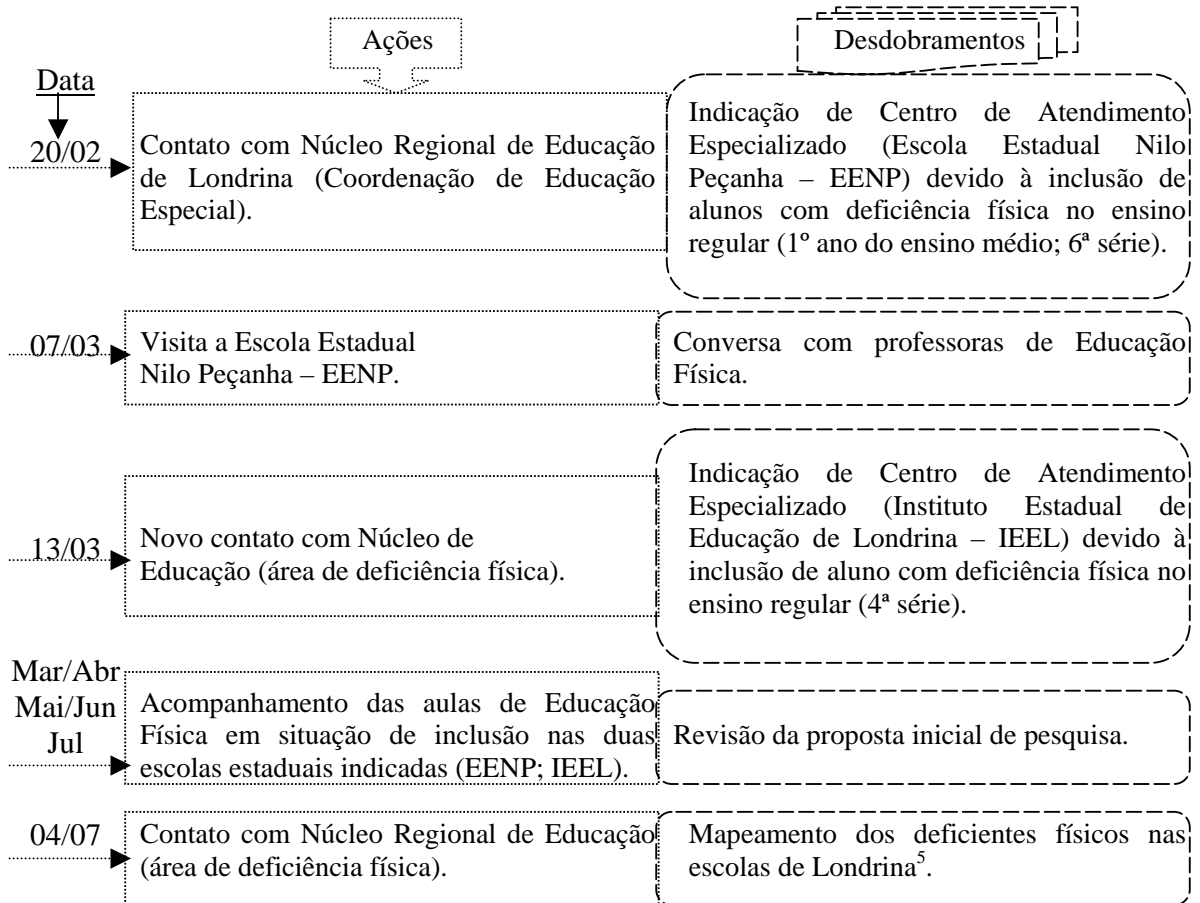 Ações
Desdobramentos
Data
20/02
Contato com Núcleo Regional de Educação
de Londrina (Coordenação de Educação
Especial).
Indicação de Centro de Atendimento
Especializado (Escola Estadual Nilo
Peçanha – EENP) devido à inclusão de
alunos com deficiência física no ensino
regular (1º ano do ensino médio; 6ª série).
07/03
Visita a Escola Estadual
Nilo Peçanha – EENP.
Conversa com professoras de Educação
Física.
13/03
Novo contato com Núcleo de
Educação (área de deficiência física).
Indicação de Centro de Atendimento
Especializado (Instituto Estadual de
Educação de Londrina – IEEL) devido à
inclusão de aluno com deficiência física no
ensino regular (4ª série).
Mar/Abr
Mai/Jun
Jul
Acompanhamento das aulas de Educação
Física em situação de inclusão nas duas
escolas estaduais indicadas (EENP; IEEL).
Revisão da proposta inicial de pesquisa.
04/07
Contato com Núcleo Regional de Educação
(área de deficiência física).
Mapeamento dos deficientes físicos nas
escolas de Londrina⁵.